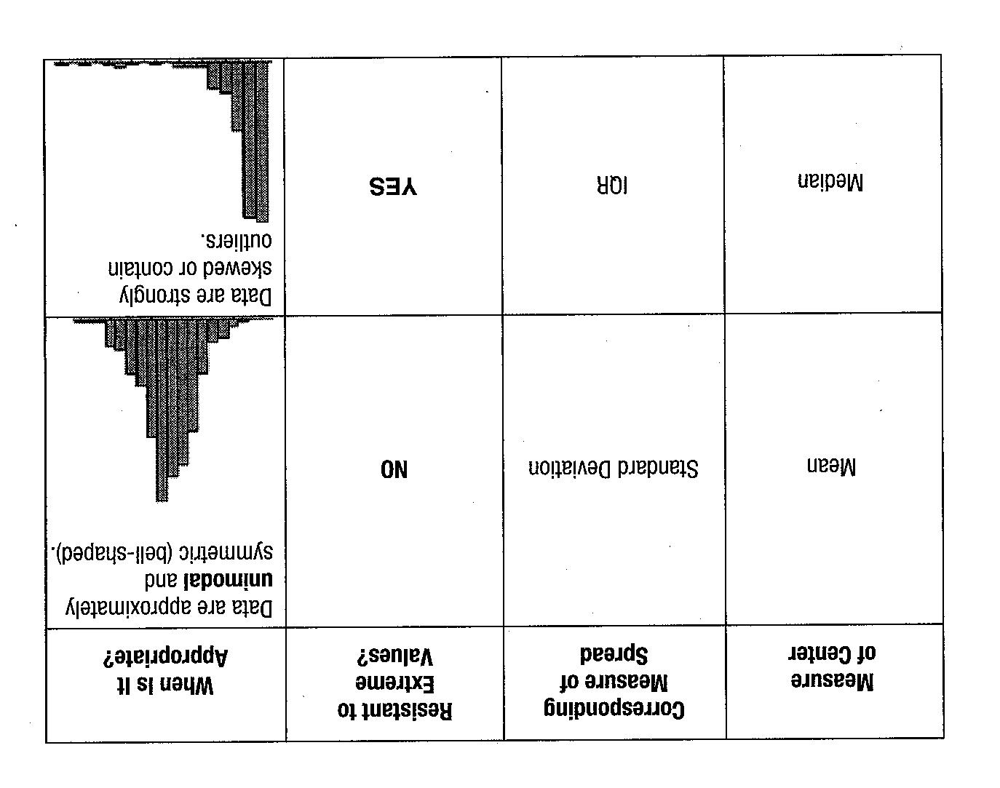 Measure
of Center
Corresponding
Measure of
Spread
Resistant to
Extreme
Values?
When Is It
Appropriate?
Mean
Standard Deviation
NO
Data are approximately
unimodal and
symmetric (bell-shaped).
Median
IQR
YES
Data are strongly
skewed or contain
outliers.